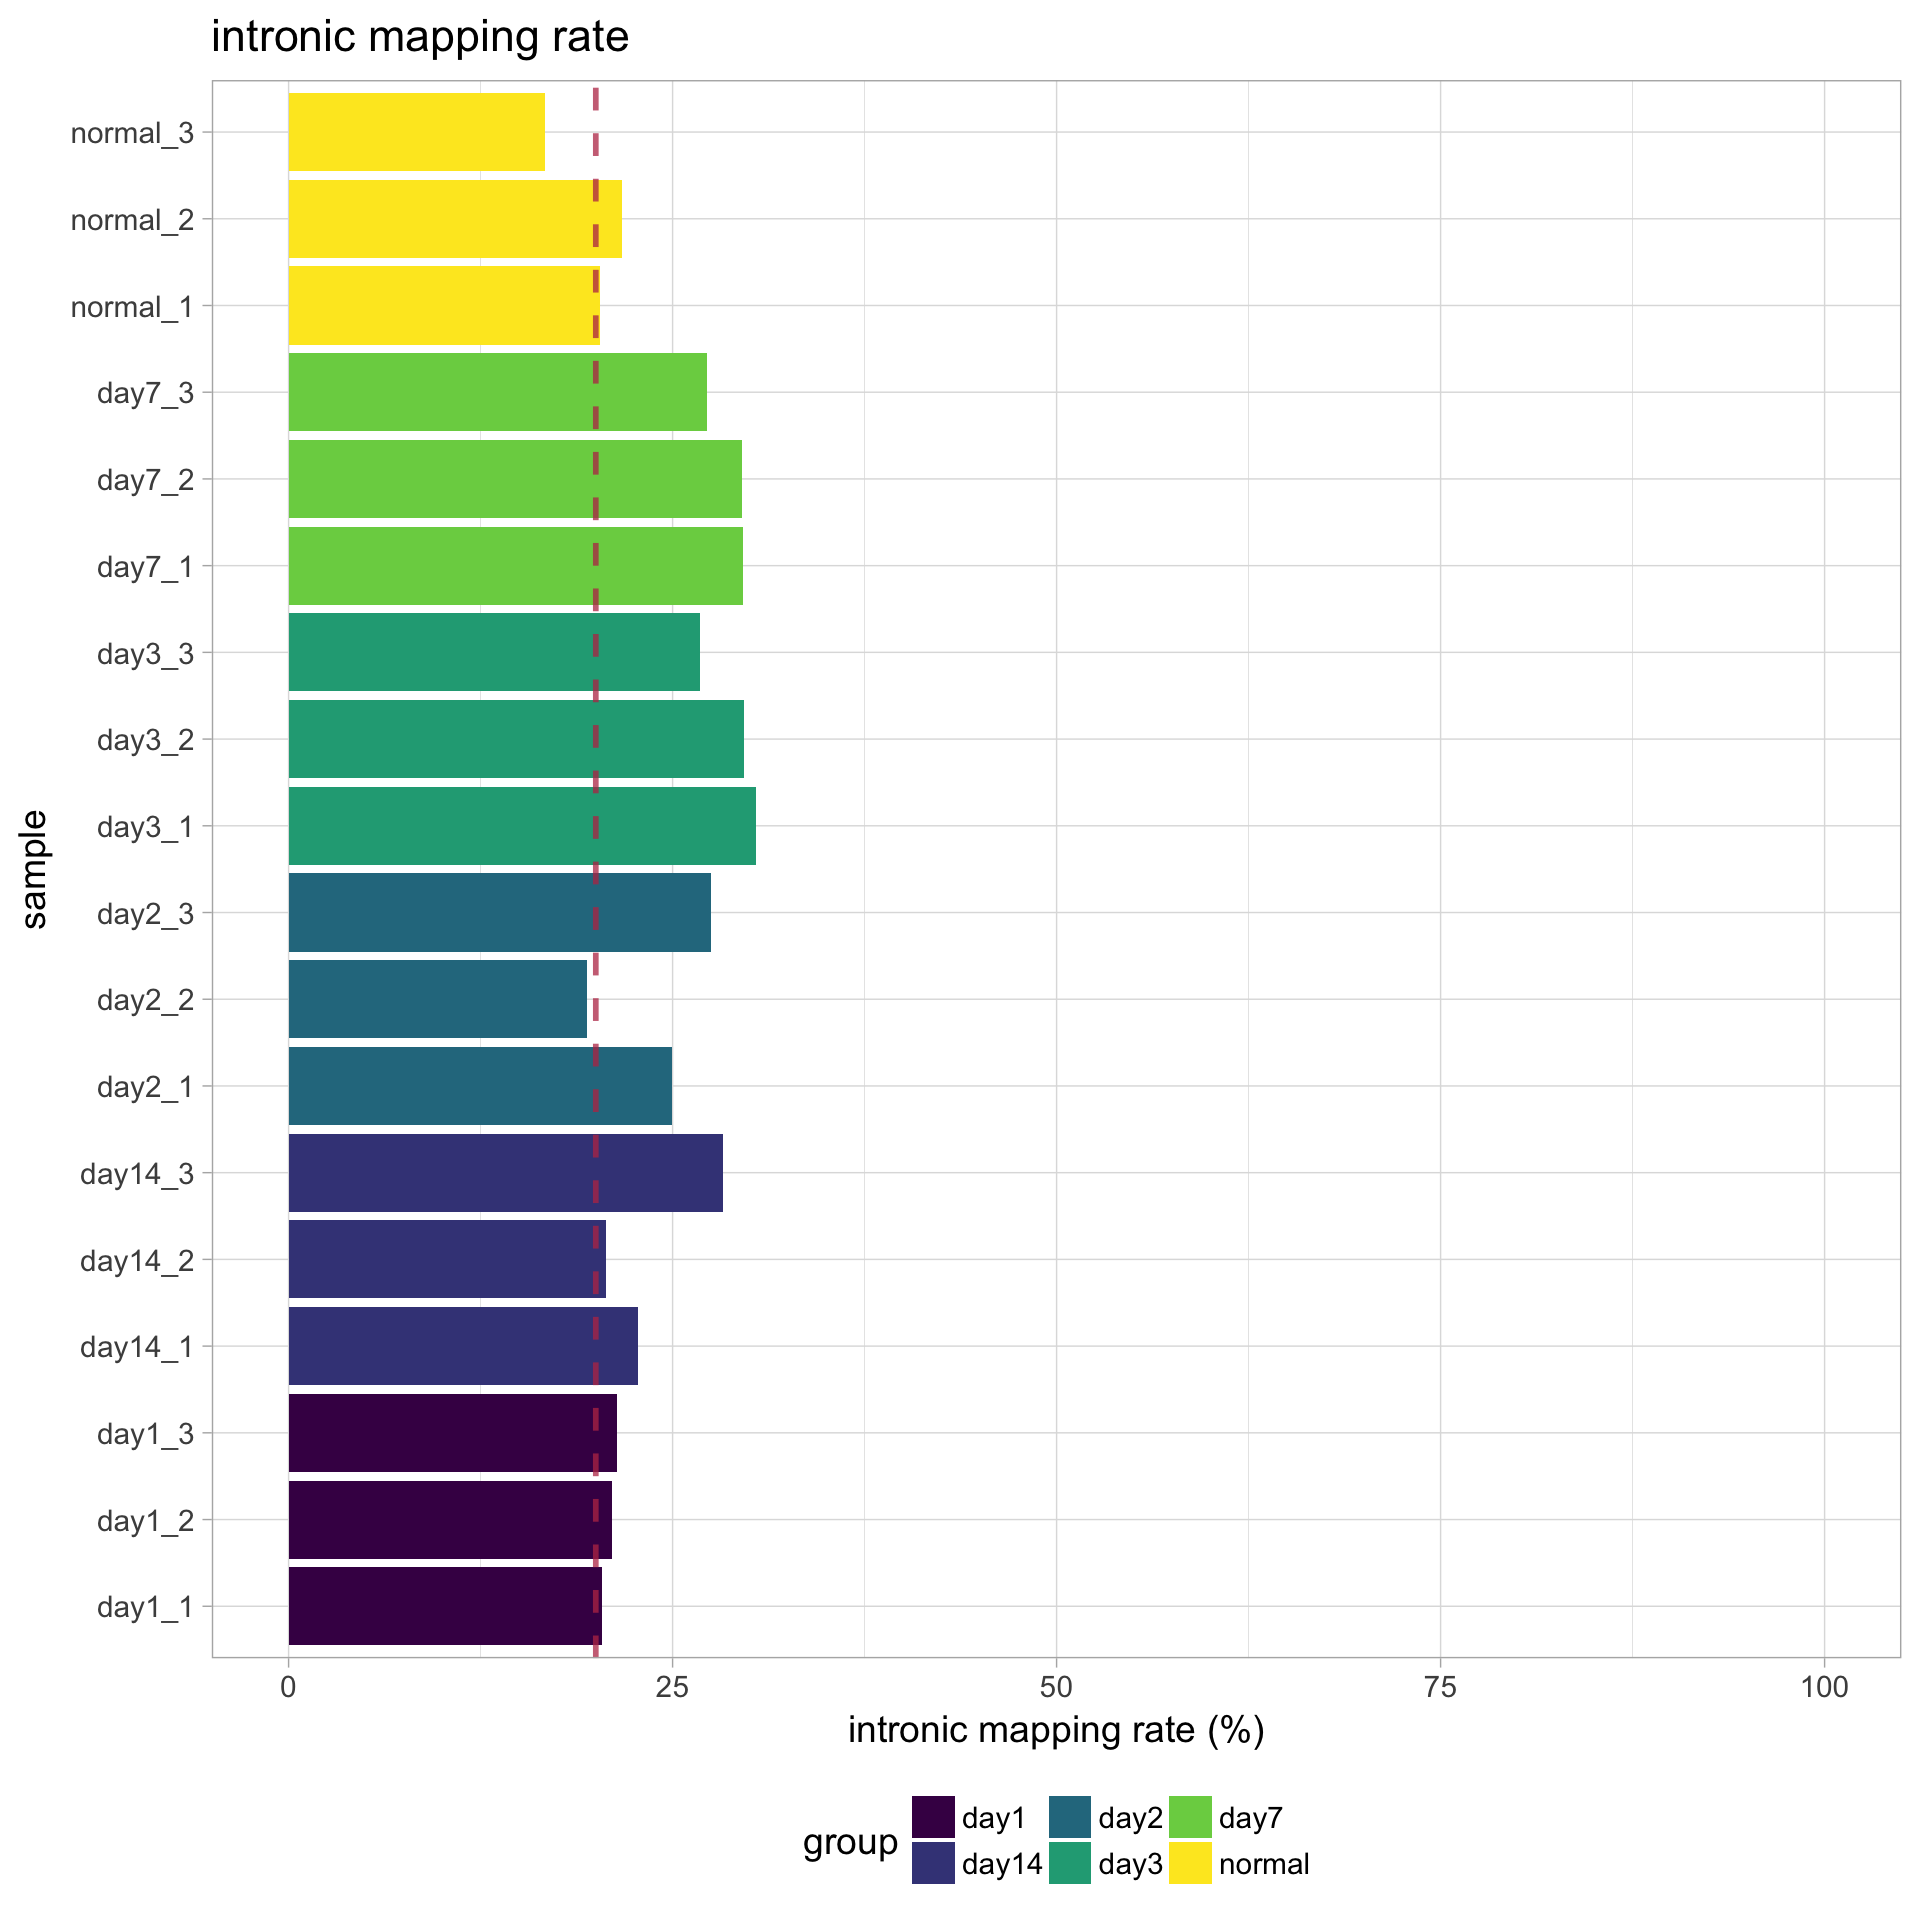 intronic mapping rate
normal_3
normal_2
normal_1
day7_3
day7_2
day7_1
day3_3
day3_2
day3_1
day2_3
day2_2
day2_1
day14_3
day14_2
day14_1
day1_3
day1_2
day1_1
sample
0 25 50 75 100
intronic mapping rate (%)
group
day1 day2 day7
day14 day3 normal